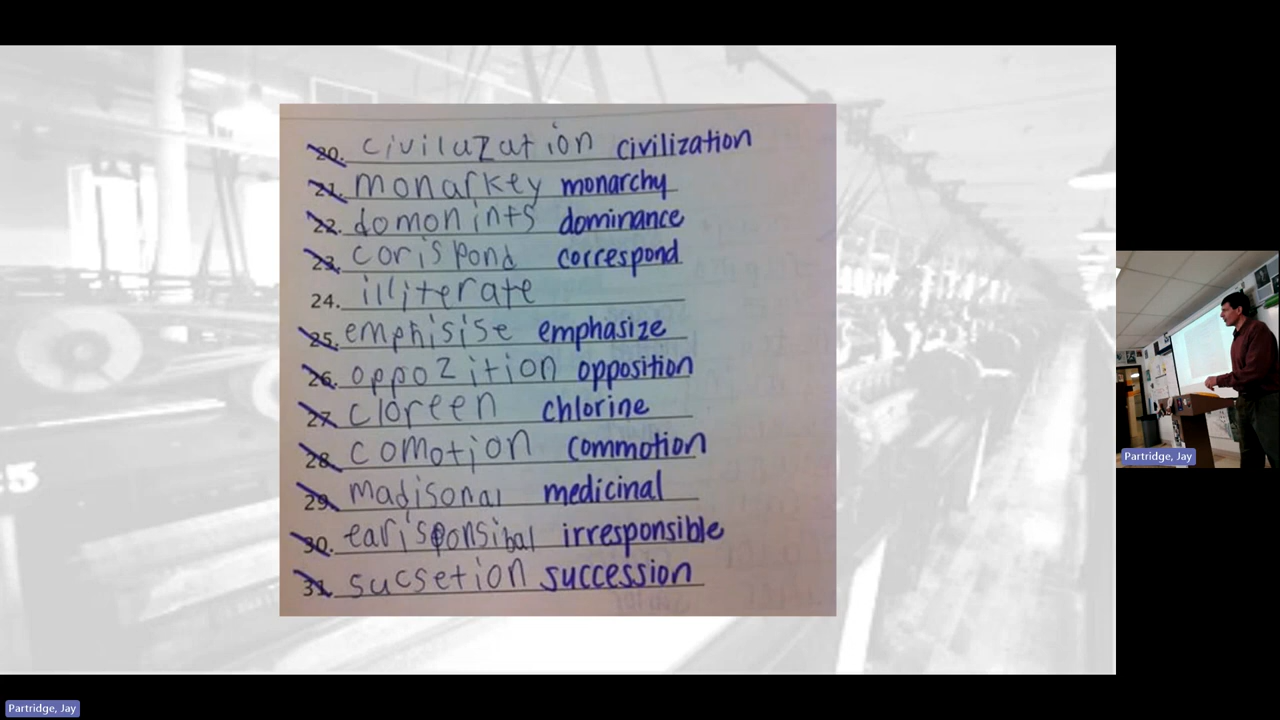 20. civilazation civilization
21. monarkey monarchy
22. domonints dominance
23. corispond correspond
24. illiterate
25. emphisise emphasize
26. oppozition opposition
27. cloreen chlorine
28. comotion commotion
29. madisonal medicinal
30. earisponsibal irresponsible
31. sucsetion succession
Partridge, Jay
Partridge, Jay